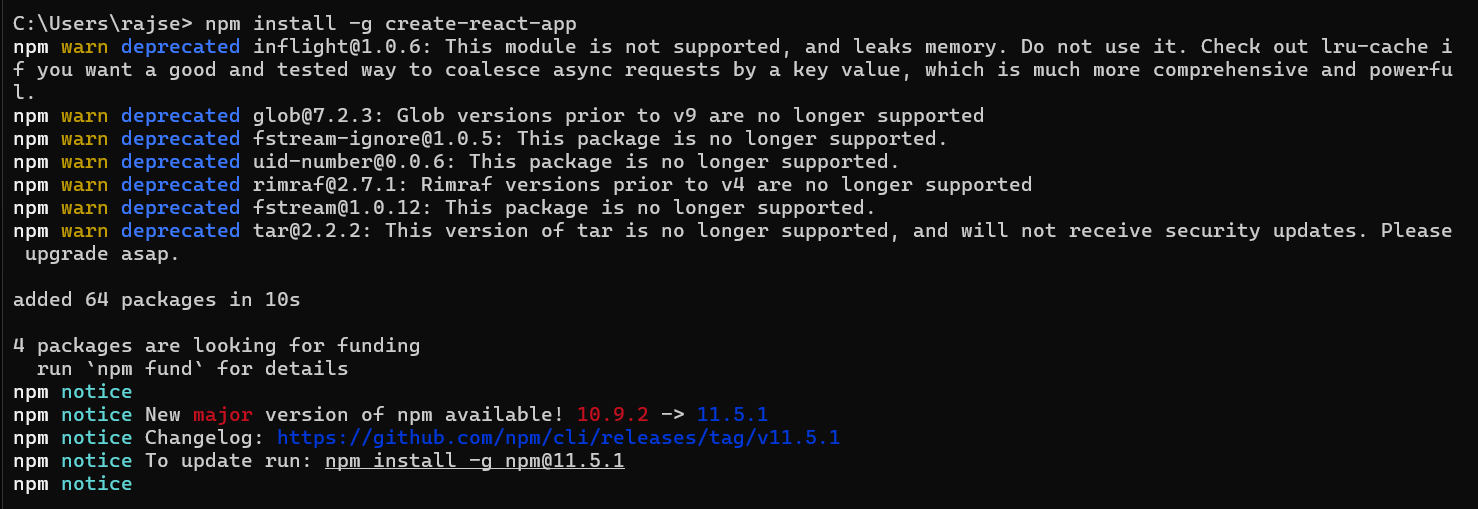 C:\Users\rajse> npm install -g create-react-app
npm warn deprecated inflight@1.0.6: This module is not supported, and leaks memory. Do not use it. Check out lru-cache i
f you want a good and tested way to coalesce async requests by a key value, which is much more comprehensive and powerfu
l.
npm warn deprecated glob@7.2.3: Glob versions prior to v9 are no longer supported
npm warn deprecated fstream-ignore@1.0.5: This package is no longer supported.
npm warn deprecated uid-number@0.0.6: This package is no longer supported.
npm warn deprecated rimraf@2.7.1: Rimraf versions prior to v4 are no longer supported
npm warn deprecated fstream@1.0.12: This package is no longer supported.
npm warn deprecated tar@2.2.2: This version of tar is no longer supported, and will not receive security updates. Please
 upgrade asap.
added 64 packages in 10s
4 packages are looking for funding
  run `npm fund` for details
npm notice
npm notice New major version of npm available! 10.9.2 -> 11.5.1
npm notice Changelog: https://github.com/npm/cli/releases/tag/v11.5.1
npm notice To update run: npm install -g npm@11.5.1
npm notice